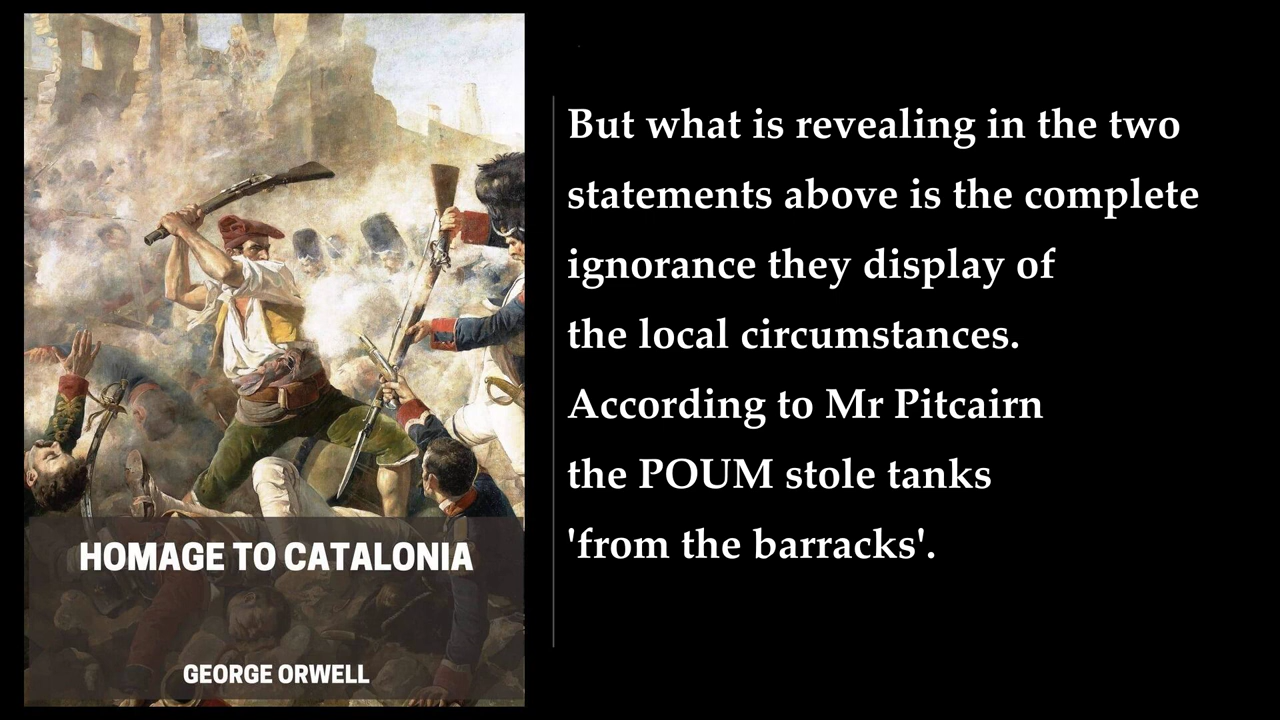 HOMAGE TO CATALONIA
GEORGE ORWELL
But what is revealing in the two
statements above is the complete
ignorance they display of
the local circumstances.
According to Mr Pitcairn
the POUM stole tanks
'from the barracks'.